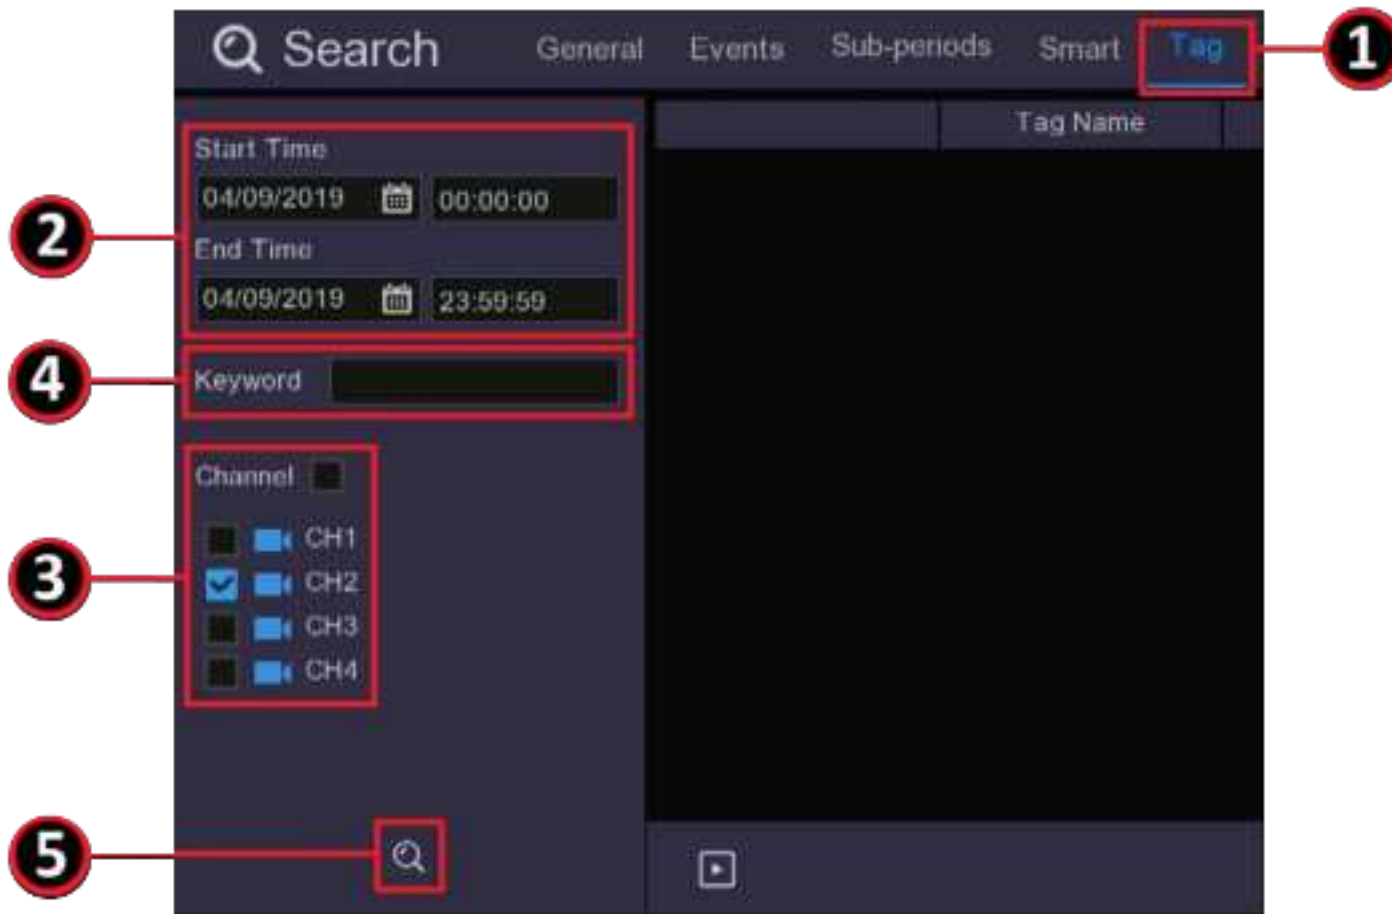 Search General Events Sub-periods Smart Tag 1
Tag Name
2
Start Time
04/09/2019 00:00:00
End Time
04/09/2019 23:59:59
4
Keyword
3
Channel
CH1
CH2
CH3
CH4
5